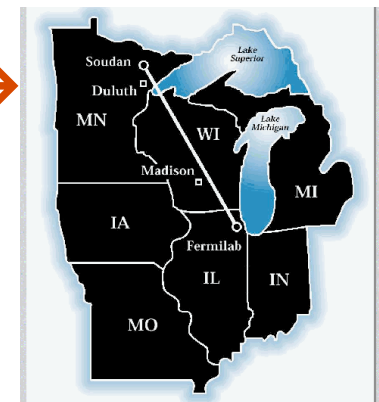 Lake
Superior
Soudan
Duluth
MN
Lake
Michigan
WI
Madison
MI
IA
Fermilab
IL
IN
MO